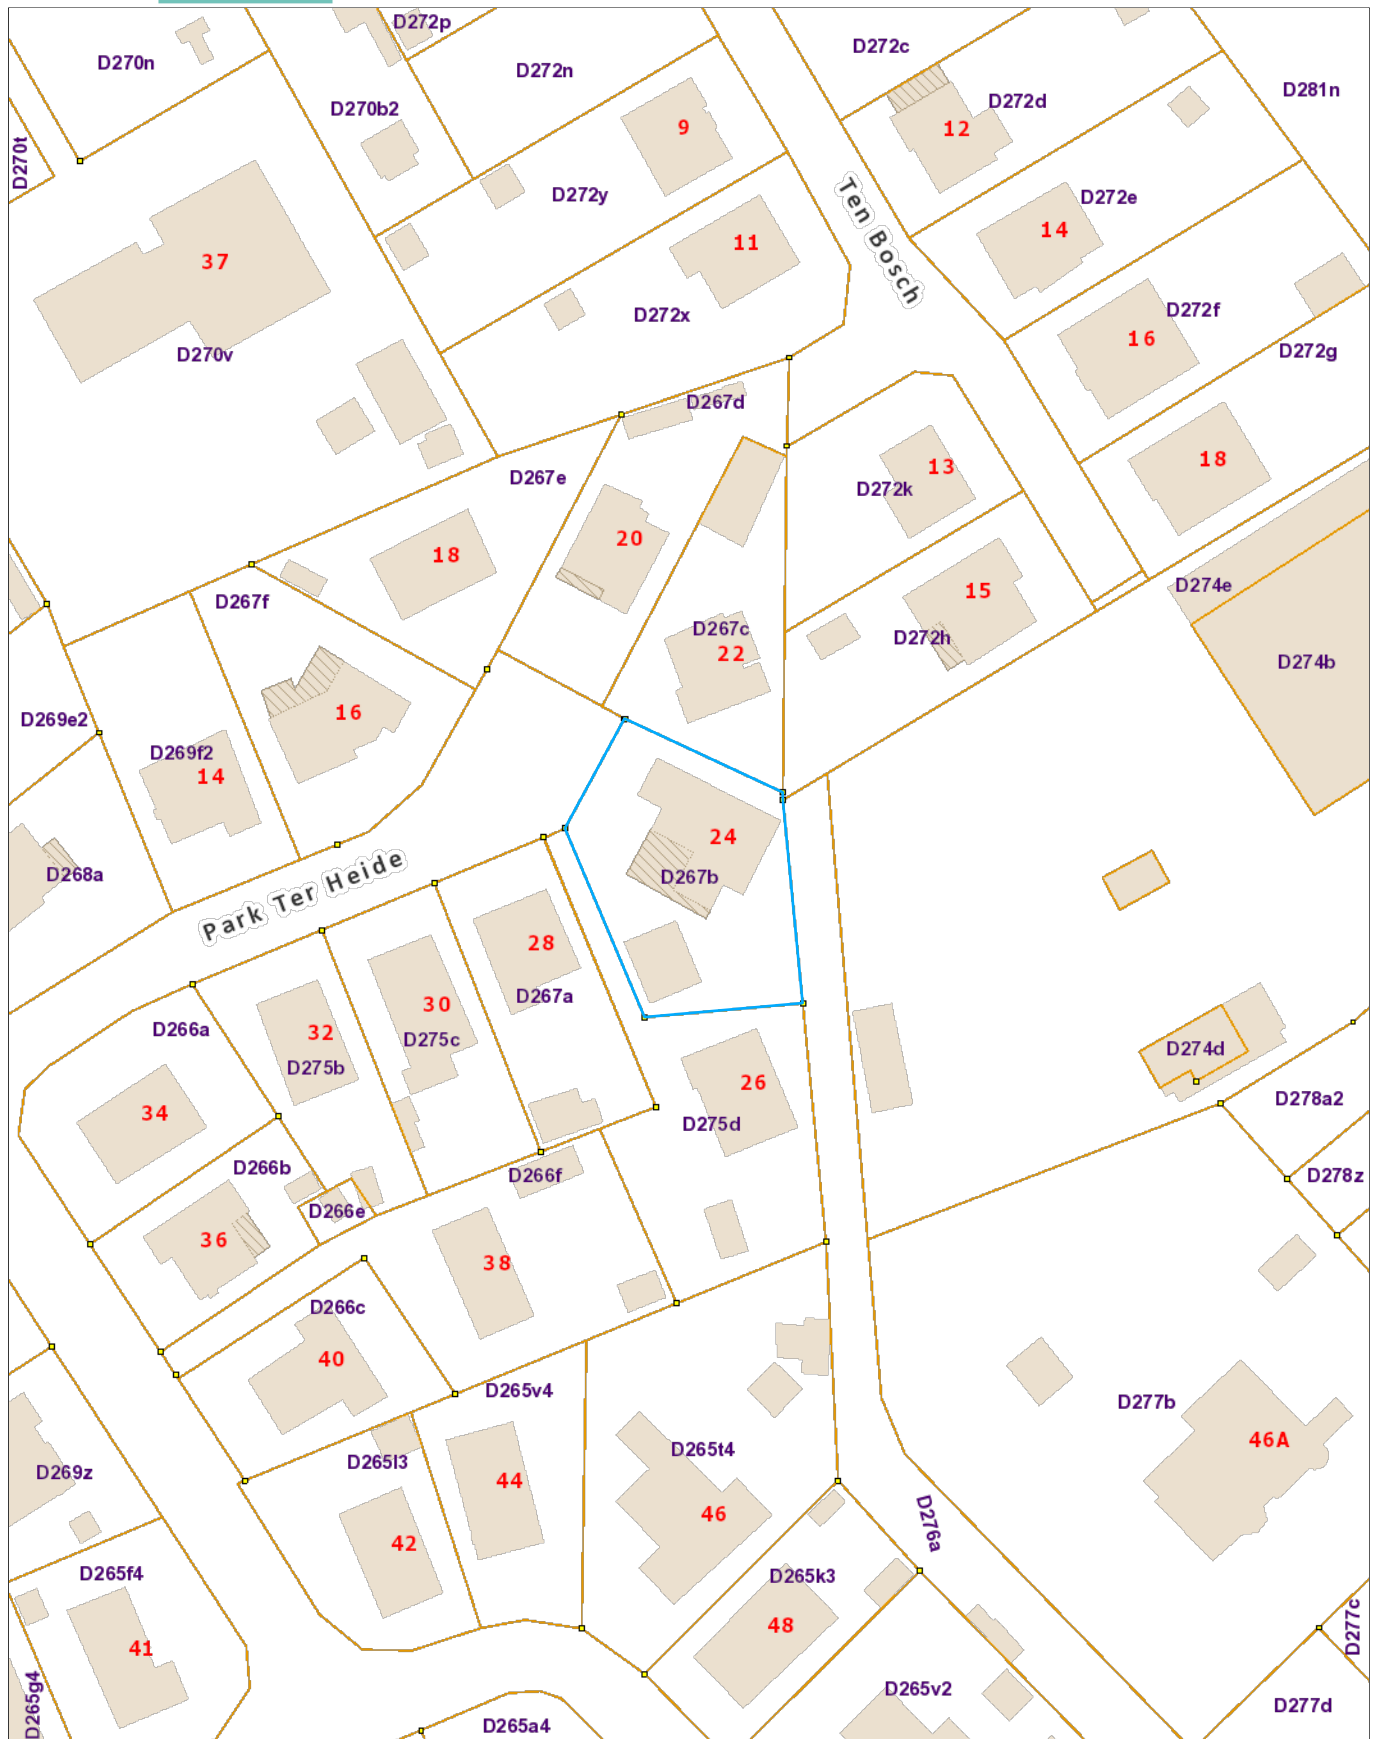 D272p
D270n
D272n
D272c
D281n
D270b2
D272d
9
12
D270t
D272y
D272e
14
Ten Bosch
11
37
D272x
D272f
16
D270v
D272g
D267d
13
18
D267e
D272k
20
18
D274e
15
D267f
D267c
D272h
22
D274b
16
D269e2
D269f2
14
24
D268a
D267b
Park Ter Heide
28
D267a
30
D266a
32
D275c
D274d
D275b
26
34
D278a2
D275d
D266b
D266f
D278z
D266e
36
38
D266c
40
D265v4
D277b
46A
D265t4
D265l3
D269z
44
46
D276a
42
D265f4
D265k3
48
D277c
41
D265g4
D265v2
D277d
D265a4